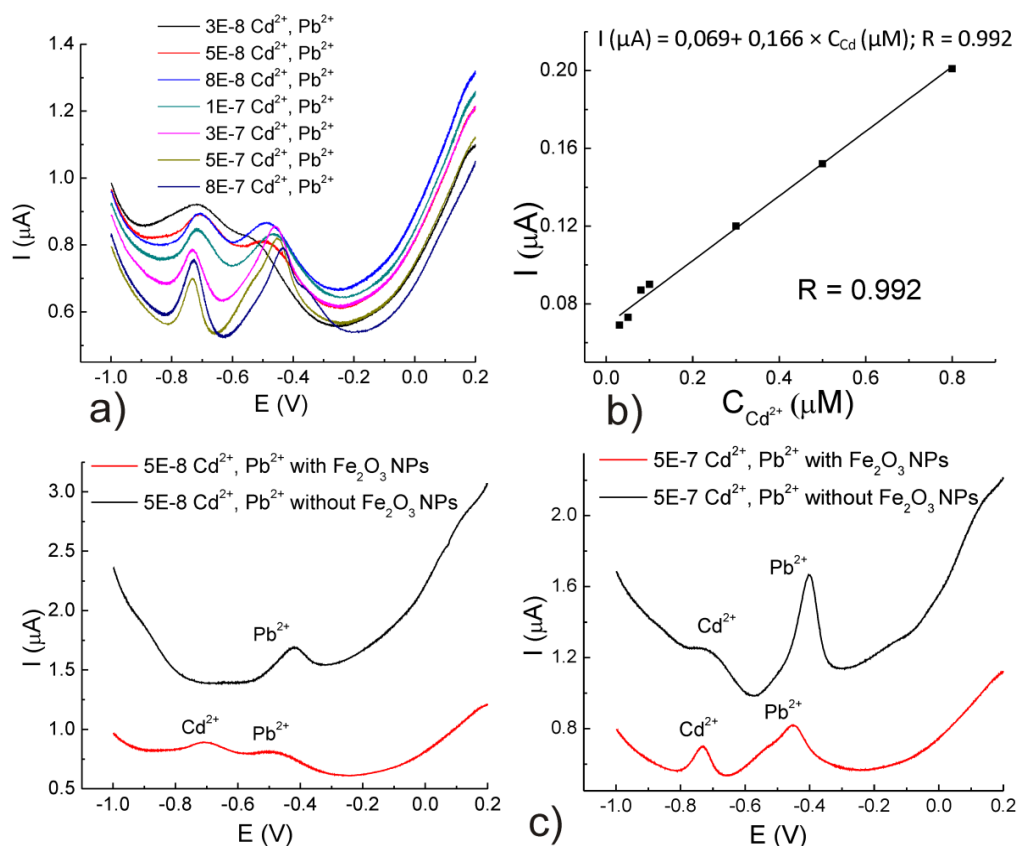 3E-8 Cd²⁺, Pb²⁺
5E-8 Cd²⁺, Pb²⁺
8E-8 Cd²⁺, Pb²⁺
1E-7 Cd²⁺, Pb²⁺
3E-7 Cd²⁺, Pb²⁺
5E-7 Cd²⁺, Pb²⁺
8E-7 Cd²⁺, Pb²⁺
1.4
1.2
1.0
0.8
0.6
I (μA)
-1.0 -0.8 -0.6 -0.4 -0.2 0.0 0.2
E (V)
a)
I (μA) = 0,069+ 0,166 × C_Cd (μM); R = 0.992
0.20
0.16
0.12
0.08
I (μA)
R = 0.992
0.0 0.2 0.4 0.6 0.8
C_Cd²⁺ (μM)
b)
5E-8 Cd²⁺, Pb²⁺ with Fe₂O₃ NPs
5E-8 Cd²⁺, Pb²⁺ without Fe₂O₃ NPs
3.0
2.5
2.0
1.5
1.0
0.5
I (μA)
Pb²⁺
Cd²⁺
Pb²⁺
-1.0 -0.8 -0.6 -0.4 -0.2 0.0 0.2
E (V)
5E-7 Cd²⁺, Pb²⁺ with Fe₂O₃ NPs
5E-7 Cd²⁺, Pb²⁺ without Fe₂O₃ NPs
2.0
1.6
1.2
0.8
I (μA)
Pb²⁺
Cd²⁺
Pb²⁺
Cd²⁺
-1.0 -0.8 -0.6 -0.4 -0.2 0.0 0.2
E (V)
c)